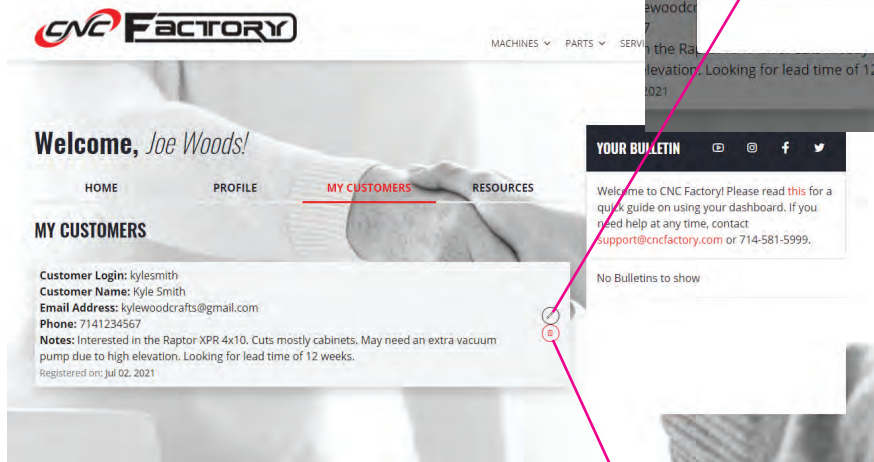 CNC FACTORY
MACHINES PARTS
ewoodcr
7
n the Ra
elevation. Looking for lead time of 12
2021
Welcome, Joe Woods!
HOME PROFILE MY CUSTOMERS RESOURCES
MY CUSTOMERS
Customer Login: kylesmith
Customer Name: Kyle Smith
Email Address: kylewoodcrafts@gmail.com
Phone: 7141234567
Notes: Interested in the Raptor XPR 4x10. Cuts mostly cabinets. May need an extra vacuum
pump due to high elevation. Looking for lead time of 12 weeks.
Registered on: Jul 02, 2021
YOUR BULLETIN
Welcome to CNC Factory! Please read this for a
quick guide on using your dashboard. If you
need help at any time, contact
support@cncfactory.com or 714-581-5999.
No Bulletins to show